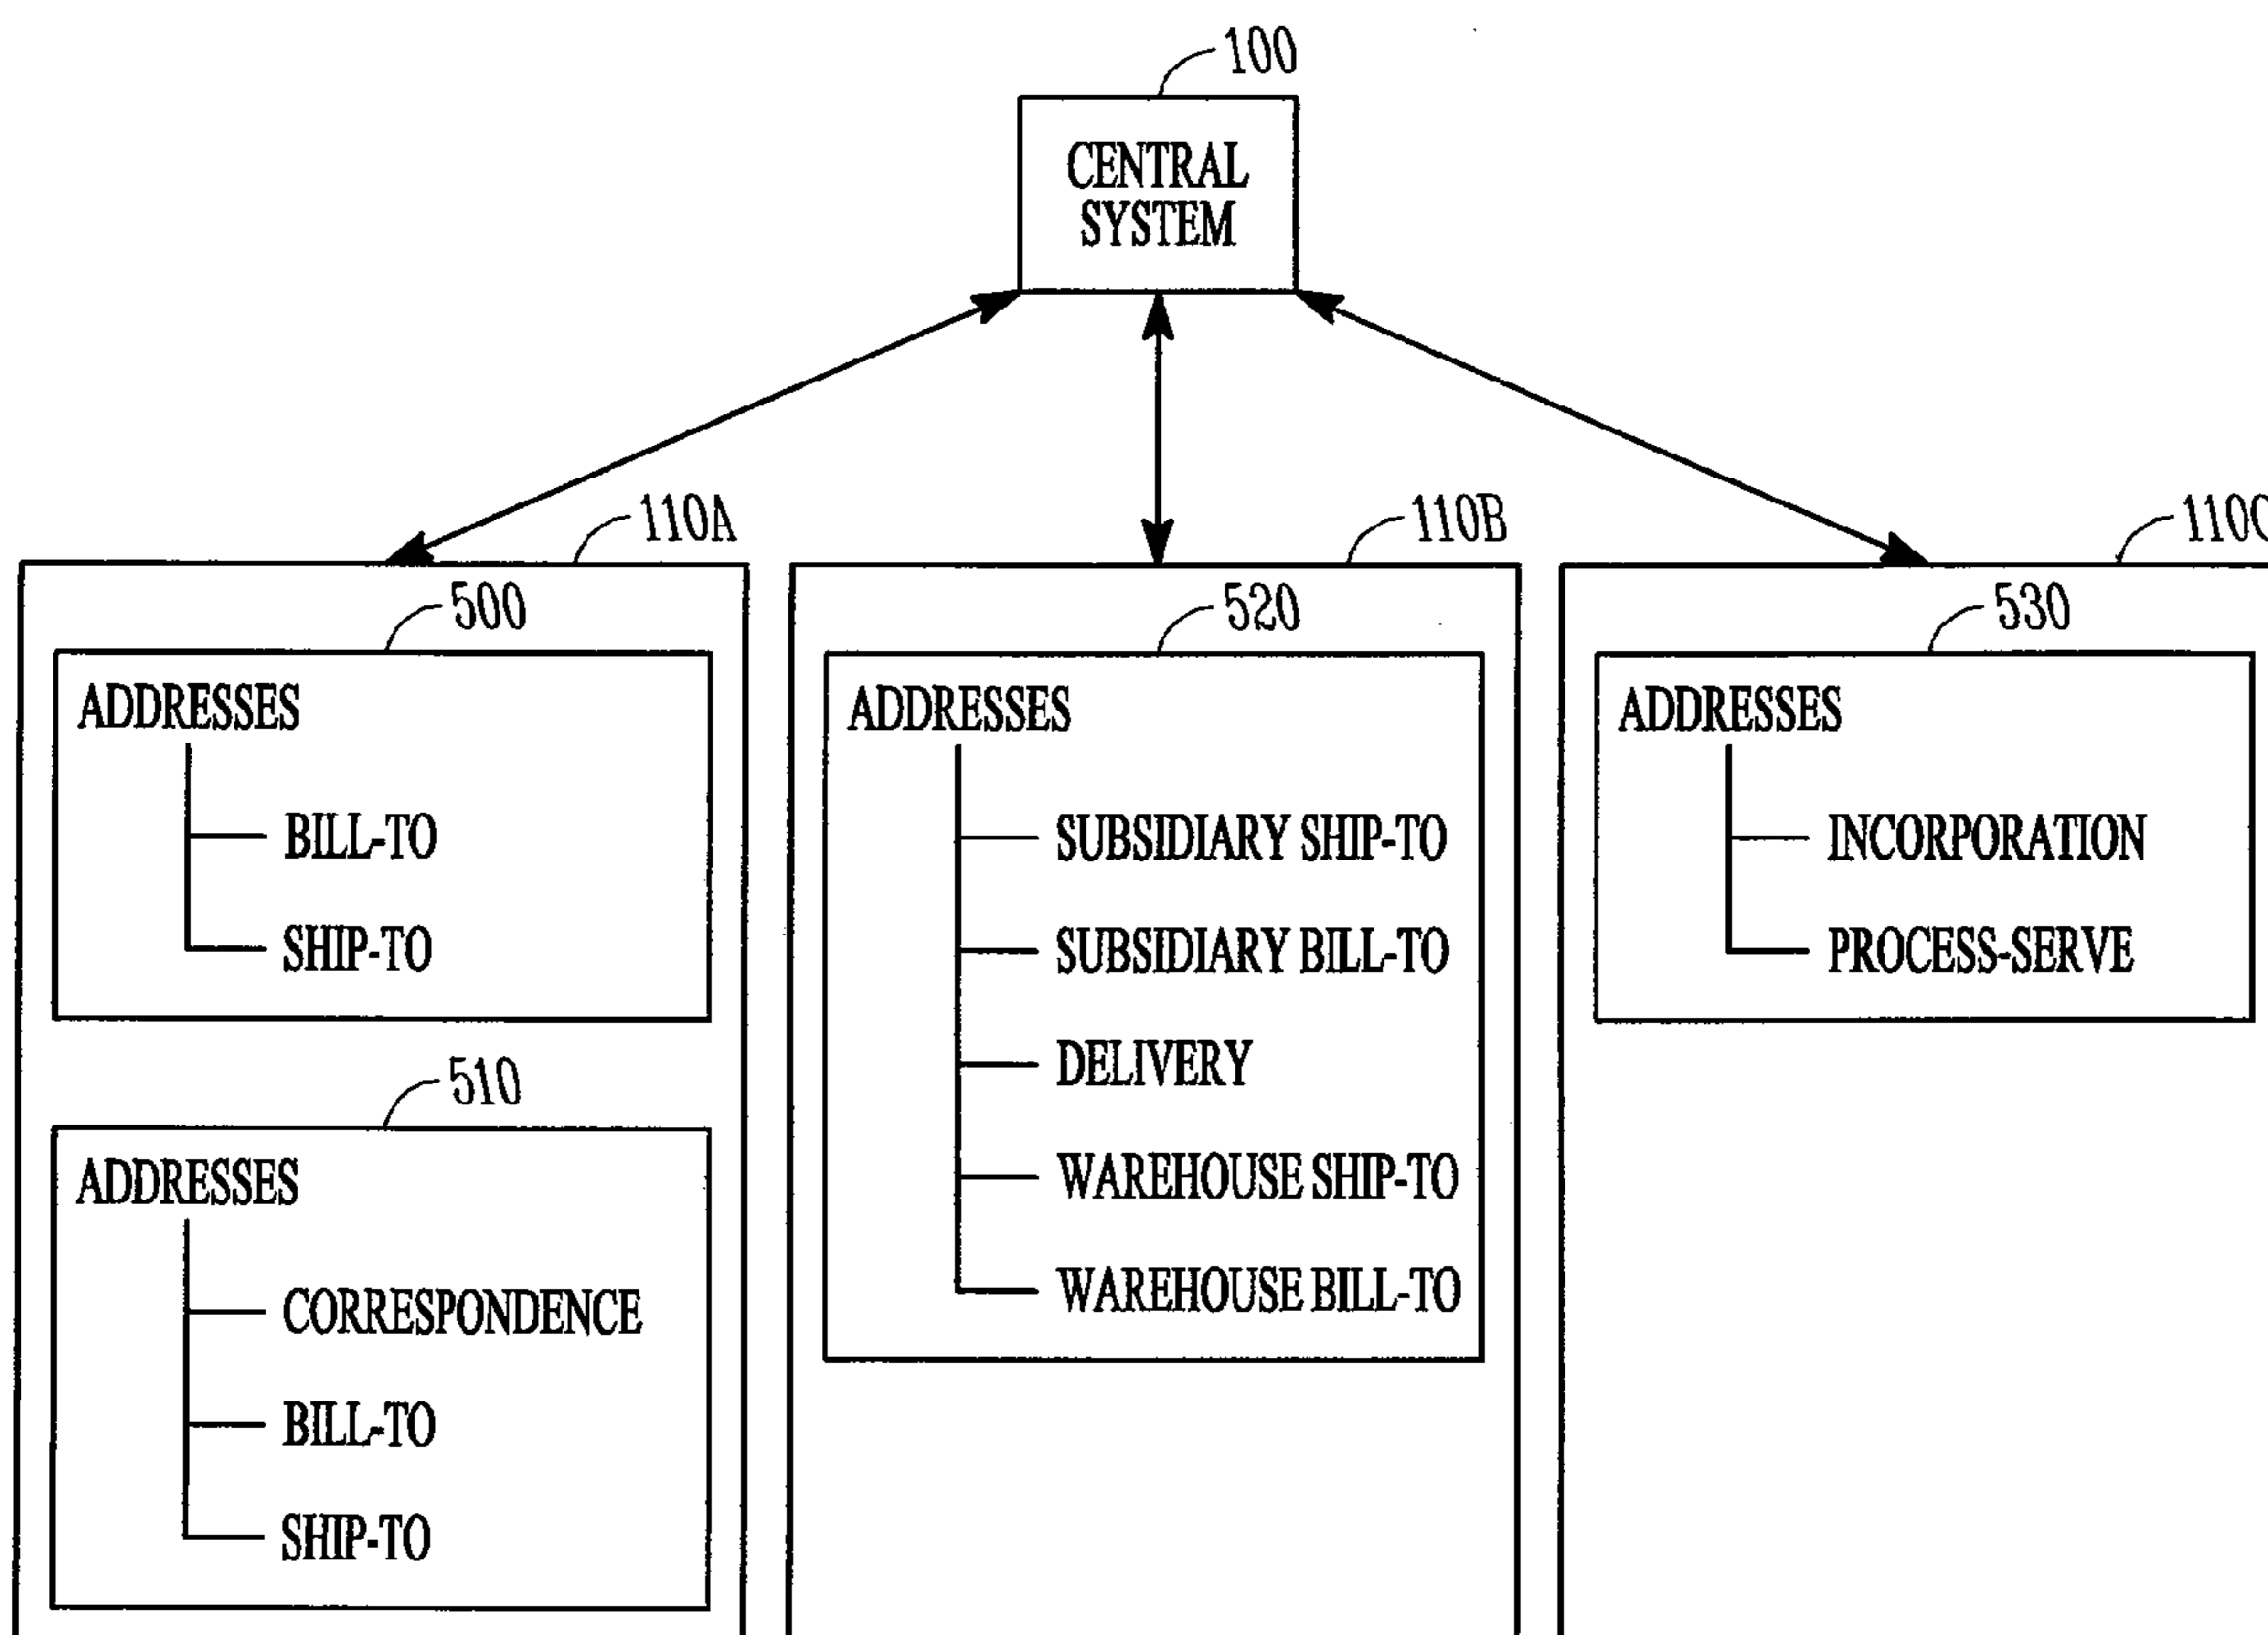 100
CENTRAL
SYSTEM
110A
110B
110C
500
520
530
ADDRESSES
BILL-TO
SHIP-TO
510
ADDRESSES
CORRESPONDENCE
BILL-TO
SHIP-TO
ADDRESSES
SUBSIDIARY SHIP-TO
SUBSIDIARY BILL-TO
DELIVERY
WAREHOUSE SHIP-TO
WAREHOUSE BILL-TO
ADDRESSES
INCORPORATION
PROCESS-SERVE